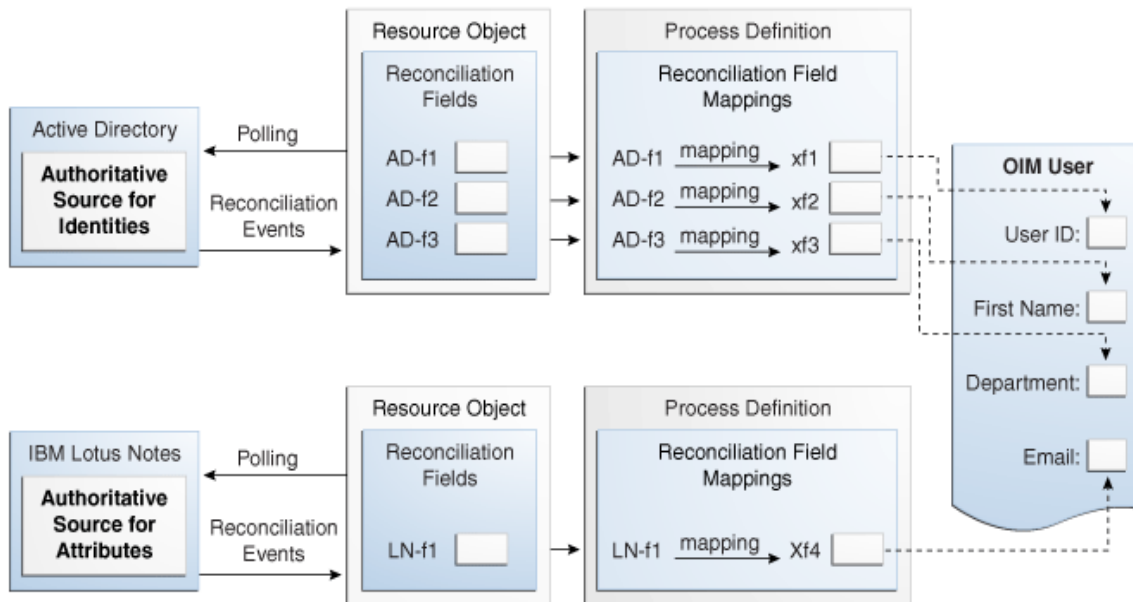 Resource Object
Process Definition
Reconciliation
Fields
Reconciliation Field
Mappings
Active Directory
Authoritative
Source for
Identities
Polling
Reconciliation
Events
AD-f1
AD-f2
AD-f3
AD-f1 mapping xf1
AD-f2 mapping xf2
AD-f3 mapping xf3
OIM User
User ID:
First Name:
Department:
Email:
Resource Object
Process Definition
Reconciliation
Fields
Reconciliation Field
Mappings
IBM Lotus Notes
Authoritative
Source for
Attributes
Polling
Reconciliation
Events
LN-f1
LN-f1 mapping Xf4